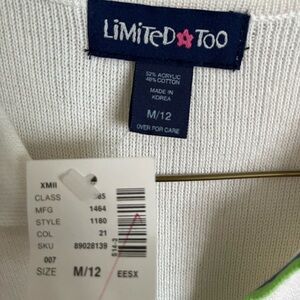 LiMiTeD TOO
52% ACRYLIC
48% COTTON
MADE IN
KOREA
M/12
OVER FOR CARE
XMII
CLASS 385
MFG 1464
STYLE 1180
COL 21
SKU 89028139
007
SIZE M/12 EESX